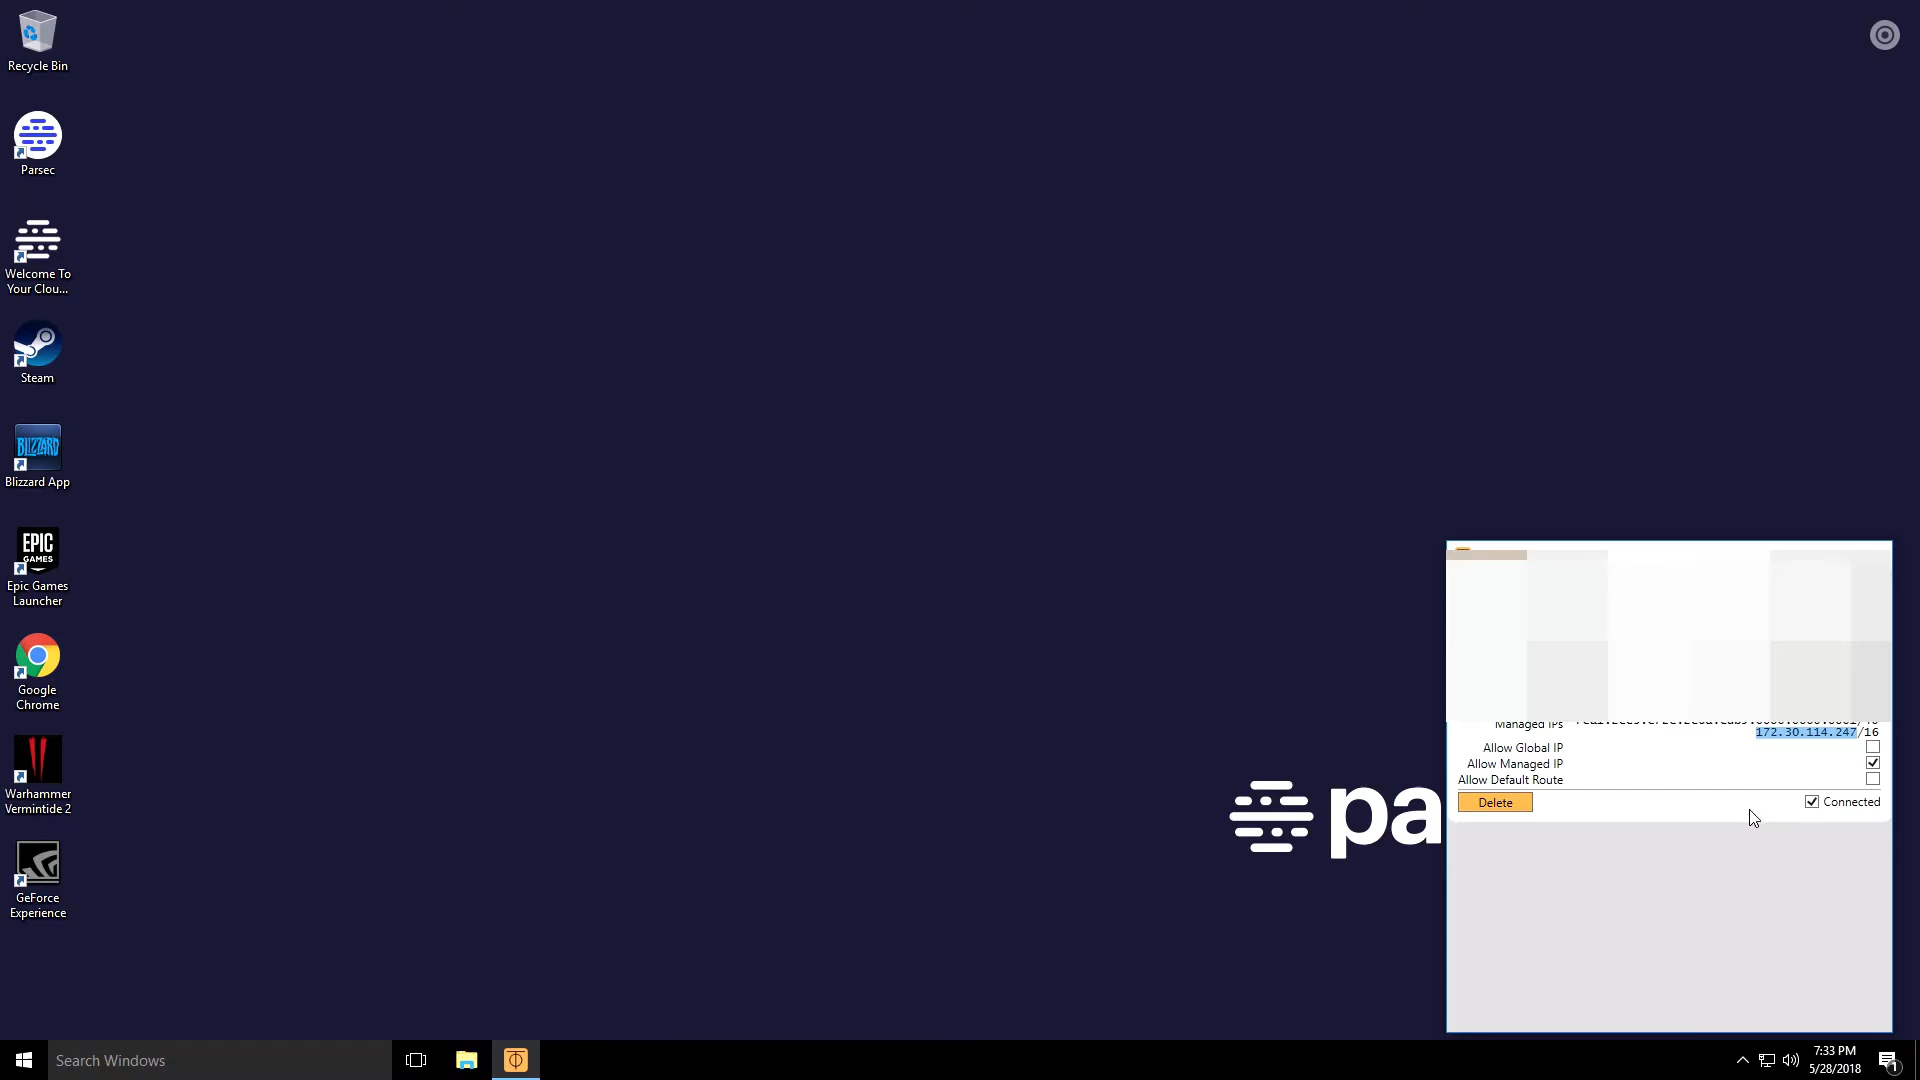 Recycle Bin
Parsec
Welcome To
Your Clou...
Steam
BLIZZARD
Blizzard App
EPIC
GAMES
Epic Games
Launcher
Google
Chrome
Warhammer
Vermintide 2
GeForce
Experience
pa
Managed IPs
172.30.114.247/16
Allow Global IP
Allow Managed IP
Allow Default Route
Delete
Connected
Search Windows
7:33 PM
5/28/2018
1